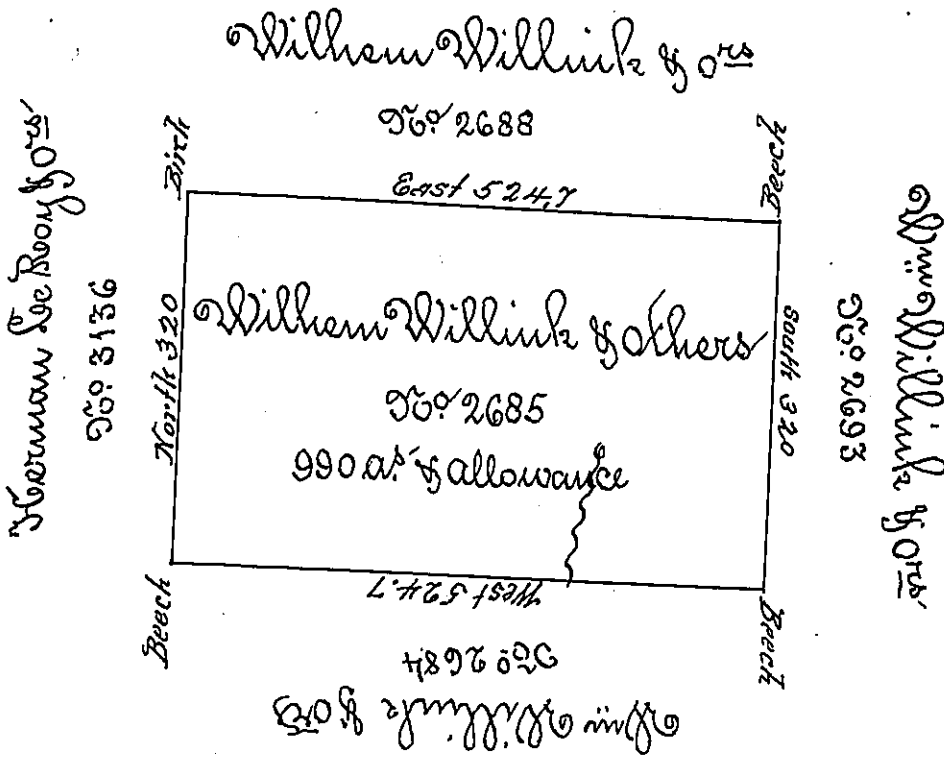 Wilhem Willink & ors
No. 2688
Birch
East 524.7
Beech
Herman Le Roy & ors
No. 3136
North 320
Wilhem Willink & others
No. 2685
990 as. & allowance
South 320
No. 2693
Wm Willink & ors
Beech
West 524.7
Beech
No. 2684
Wm Willink & ors